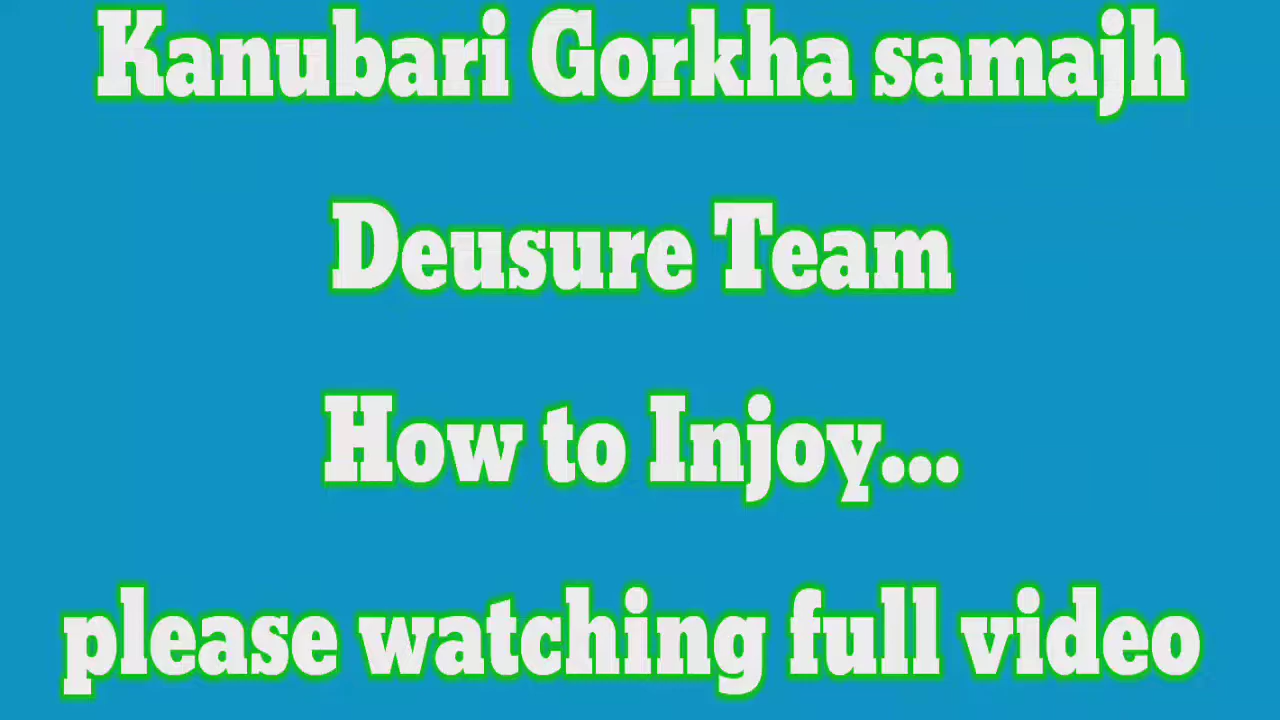 Kanubari Gorkha samajh
Deusure Team
How to Injoy...
please watching full video